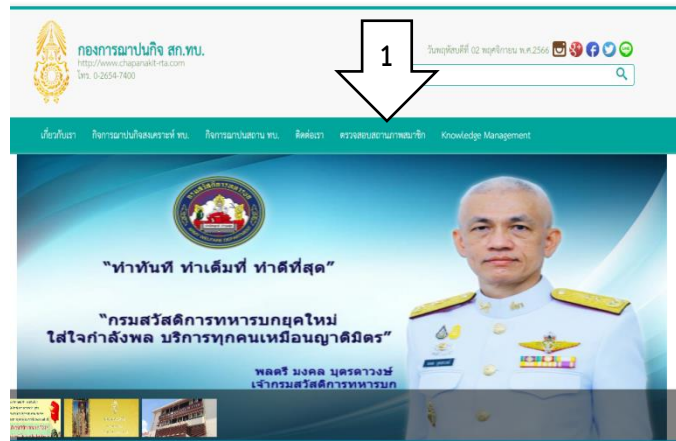 กองการฌาปนกิจ สก.ทบ.
http://www.chapanakit-rta.com
โทร. 0-2654-7400
วันพฤหัสบดีที่ 02 พฤศจิกายน พ.ศ.2566
1
เกี่ยวกับเรา กิจการฌาปนกิจสงเคราะห์ ทบ. กิจการฌาปนสถาน ทบ. ติดต่อเรา ตรวจสอบสถานภาพสมาชิก Knowledge Management
"ทำทันที ทำเต็มที่ ทำดีที่สุด"
"กรมสวัสดิการทหารบกยุคใหม่
ใส่ใจกำลังพล บริการทุกคนเหมือนญาติมิตร"
พลตรี มงคล บุตรดาวงษ์
เจ้ากรมสวัสดิการทหารบก